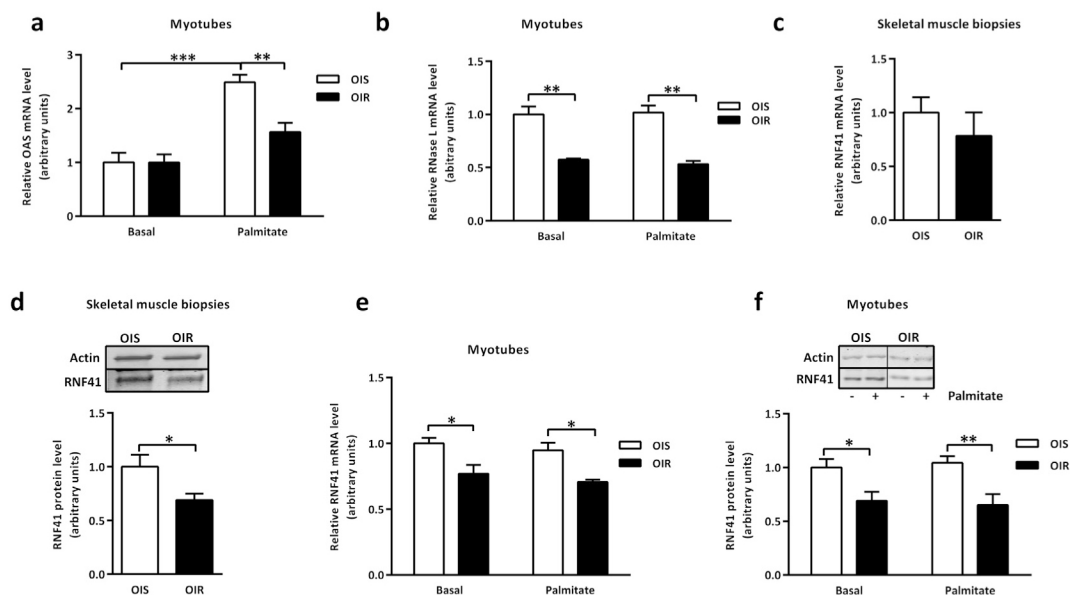 a
Myotubes
Relative OAS mRNA level
(arbitrary units)
3
2
1
0
***
**
OIS
OIR
Basal
Palmitate
b
Myotubes
Relative RNase L mRNA level
(abitrary units)
1.5
1.0
0.5
0.0
**
**
OIS
OIR
Basal
Palmitate
c
Skeletal muscle biopsies
Relative RNF41 mRNA level
(arbitrary units)
1.5
1.0
0.5
0.0
OIS
OIR
d
Skeletal muscle biopsies
OIS
OIR
Actin
RNF41
RNF41 protein level
(arbitrary units)
1.5
1.0
0.5
0.0
*
OIS
OIR
e
Myotubes
Relative RNF41 mRNA level
(arbitrary units)
1.5
1.0
0.5
0.0
*
*
OIS
OIR
Basal
Palmitate
f
Myotubes
OIS
OIR
Actin
RNF41
- + - + Palmitate
RNF41 protein level
(arbitrary units)
1.5
1.0
0.5
0.0
*
**
OIS
OIR
Basal
Palmitate